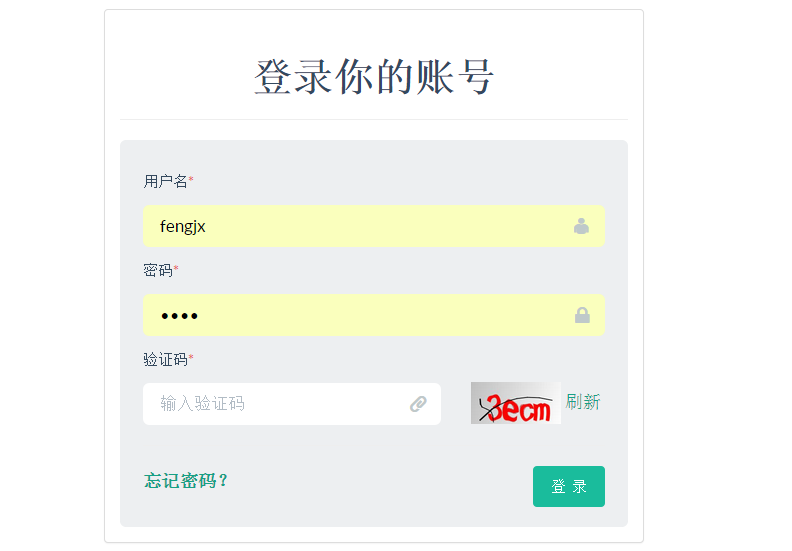 登录你的账号
用户名*
fengjx
密码*
••••
验证码*
输入验证码
3ecm 刷新
忘记密码？
登 录